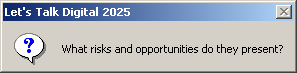 Let's Talk Digital 2025
What risks and opportunities do they present?